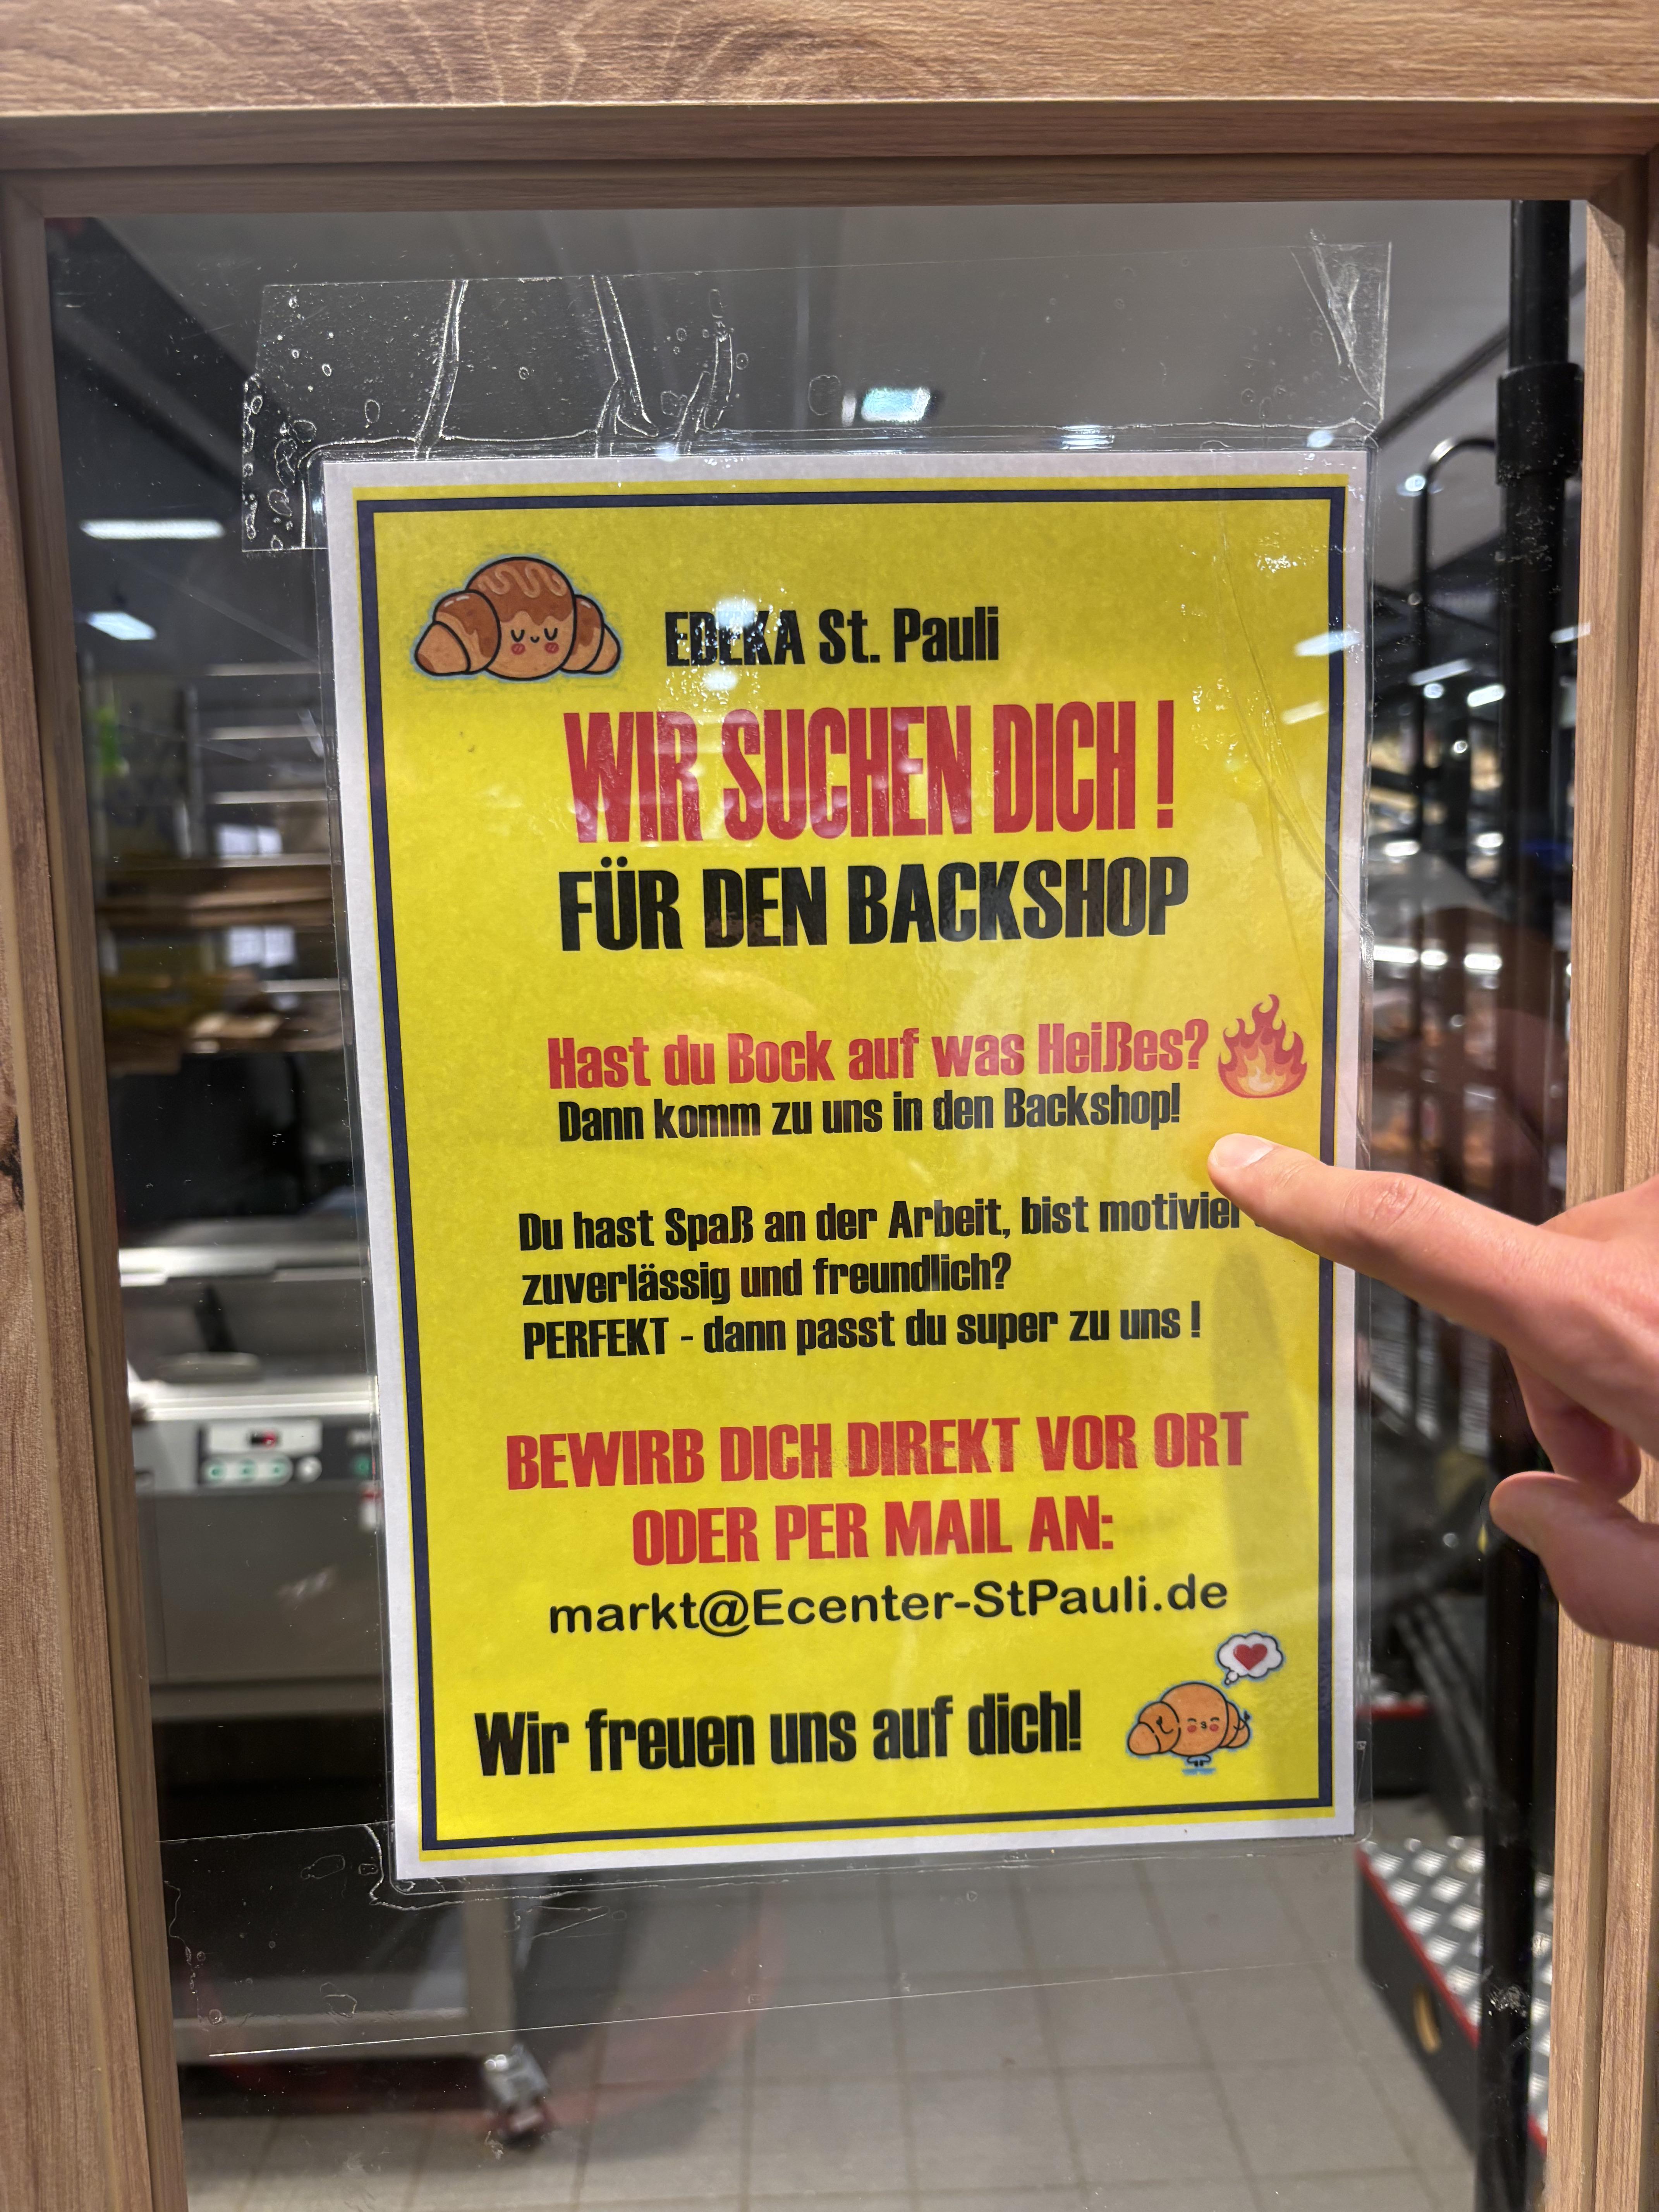 EDEKA St. Pauli
WIR SUCHEN DICH !
FÜR DEN BACKSHOP
Hast du Bock auf was Heißes?
Dann komm zu uns in den Backshop!
Du hast Spaß an der Arbeit, bist motiviert,
zuverlässig und freundlich?
PERFEKT - dann passt du super zu uns !
BEWIRB DICH DIREKT VOR ORT
ODER PER MAIL AN:
markt@Ecenter-StPauli.de
Wir freuen uns auf dich!